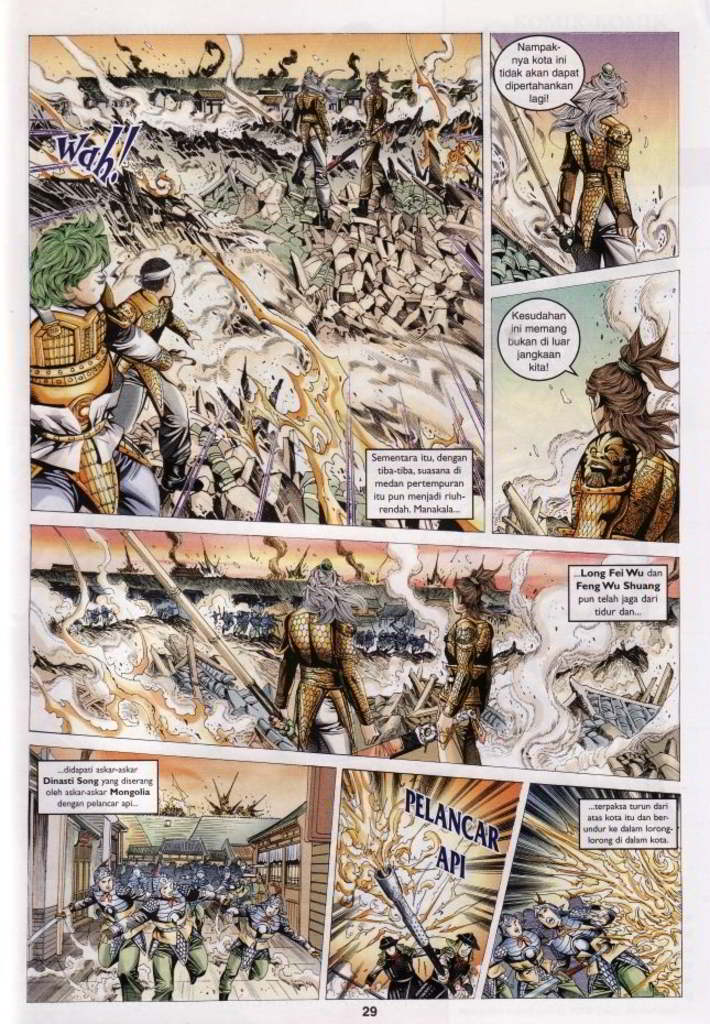 Wah!
Sementara itu, dengan
tiba-tiba, suasana di
medan pertempuran
itu pun menjadi riuh-
rendah. Manakala...
Nampak-
nya kota ini
tidak akan dapat
dipertahankan
lagi!
Kesudahan
ini memang
bukan di luar
jangkaan
kita!
...Long Fei Wu dan
Feng Wu Shuang
pun telah jaga dari
tidur dan...
...didapati askar-askar
Dinasti Song yang diserang
oleh askar-askar Mongolia
dengan pelancar api...
PELANCAR
API
...terpaksa turun dari
atas kota itu dan ber-
undur ke dalam lorong-
lorong di dalam kota.
29